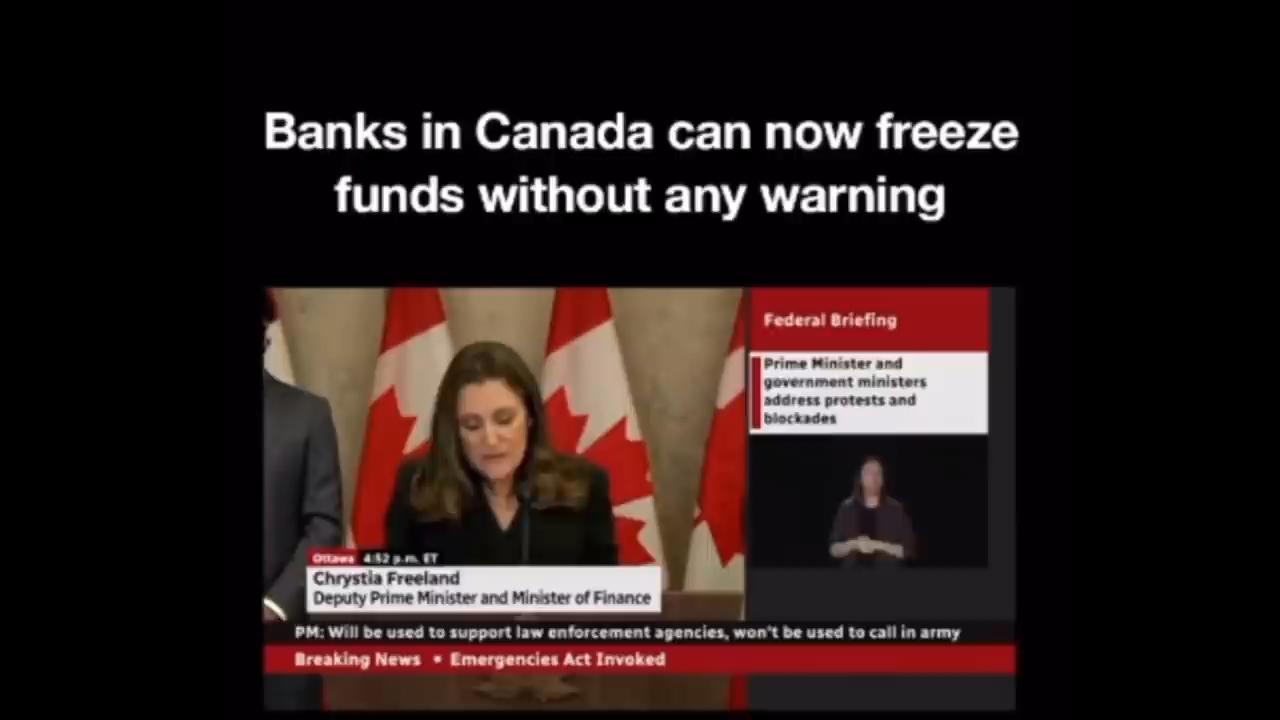 Banks in Canada can now freeze
funds without any warning
Federal Briefing
Prime Minister and
government ministers
address protests and
blockades
Ottawa 4:52 p.m. ET
Chrystia Freeland
Deputy Prime Minister and Minister of Finance
PM: Will be used to support law enforcement agencies, won't be used to call in army
Breaking News • Emergencies Act Invoked